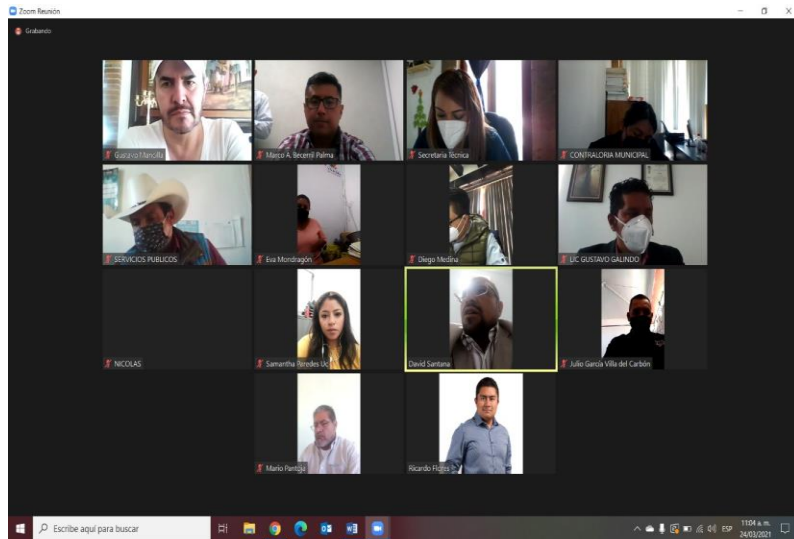 Zoom Reunión
Grabando
Gustavo Mancilla
Marco A. Becerril Palma
Secretaría Técnica
CONTRALORIA MUNICIPAL
SERVICIOS PUBLICOS
Eva Mondragón
Diego Medina
LIC GUSTAVO GALINDO
NICOLAS
Samantha Paredes Uc
David Santana
Julio García Villa del Carbón
Mario Pantoja
Ricardo Flores
Escribe aquí para buscar
ESP
11:04 a. m.
24/03/2021